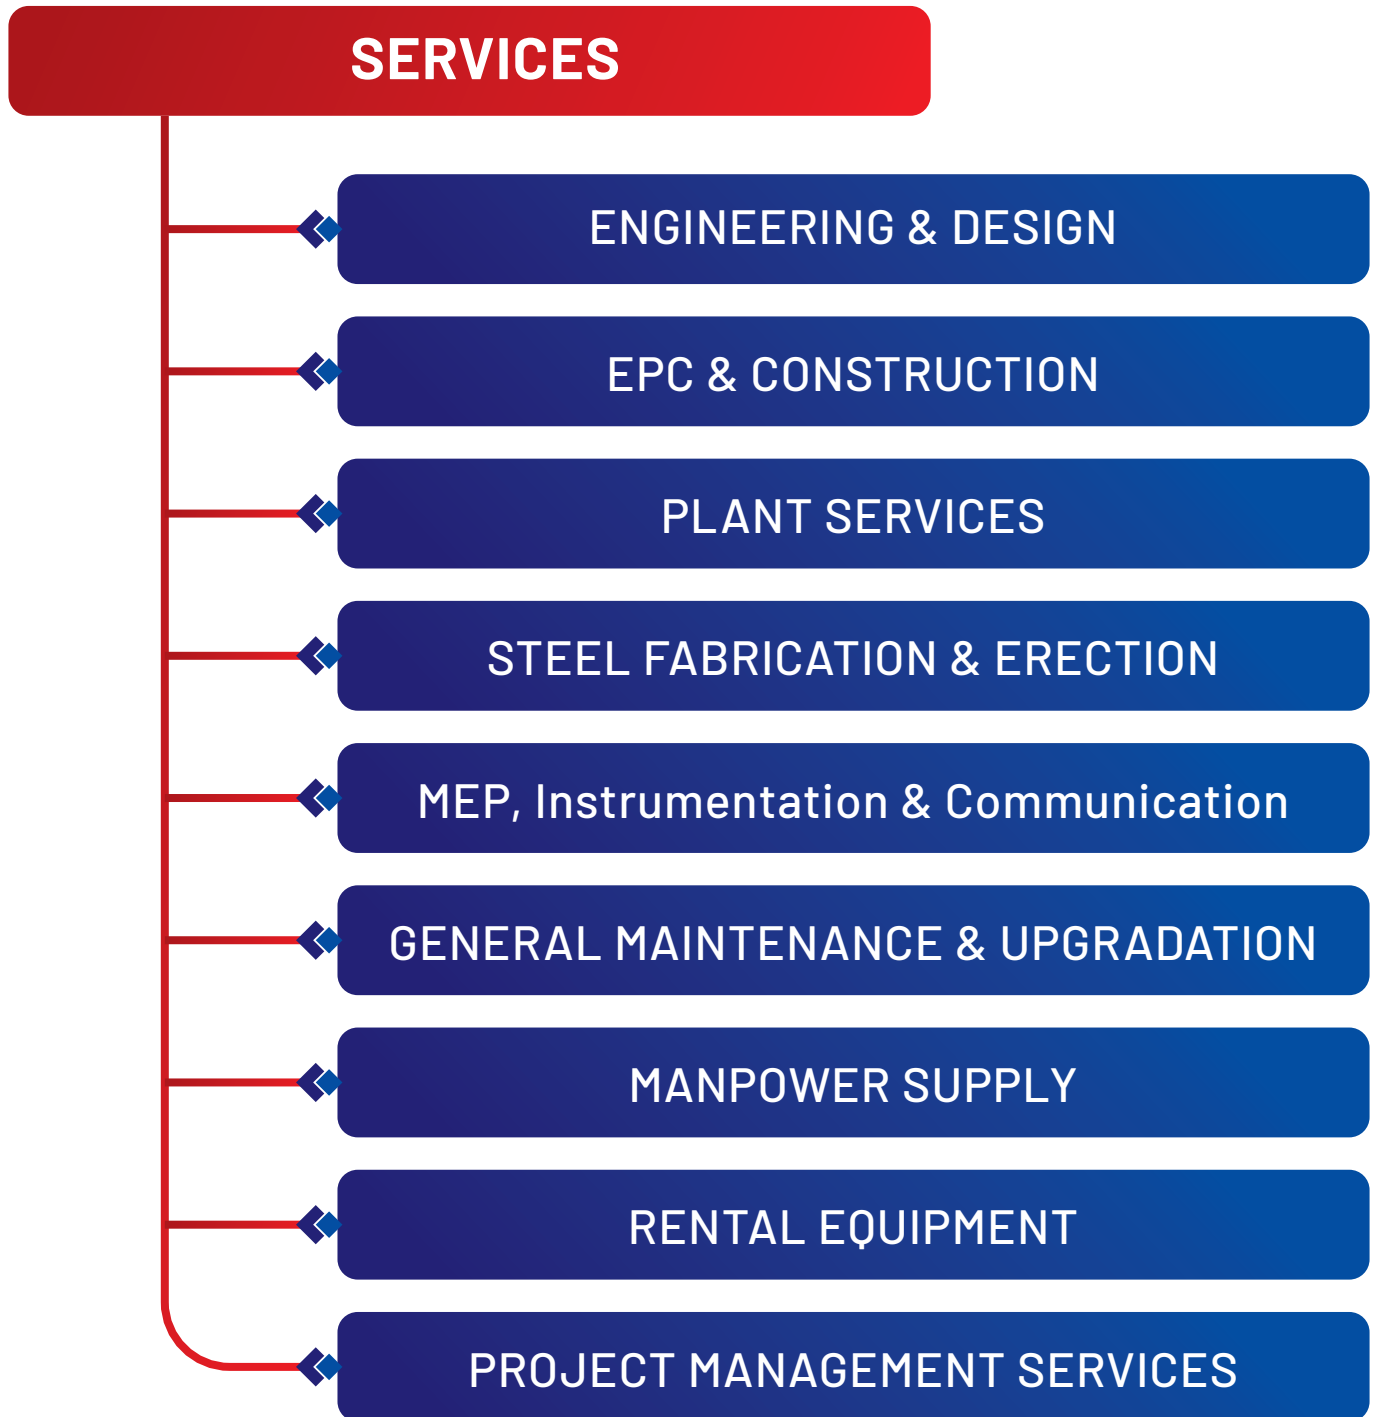 SERVICES
ENGINEERING & DESIGN
EPC & CONSTRUCTION
PLANT SERVICES
STEEL FABRICATION & ERECTION
MEP, Instrumentation & Communication
GENERAL MAINTENANCE & UPGRADATION
MANPOWER SUPPLY
RENTAL EQUIPMENT
PROJECT MANAGEMENT SERVICES